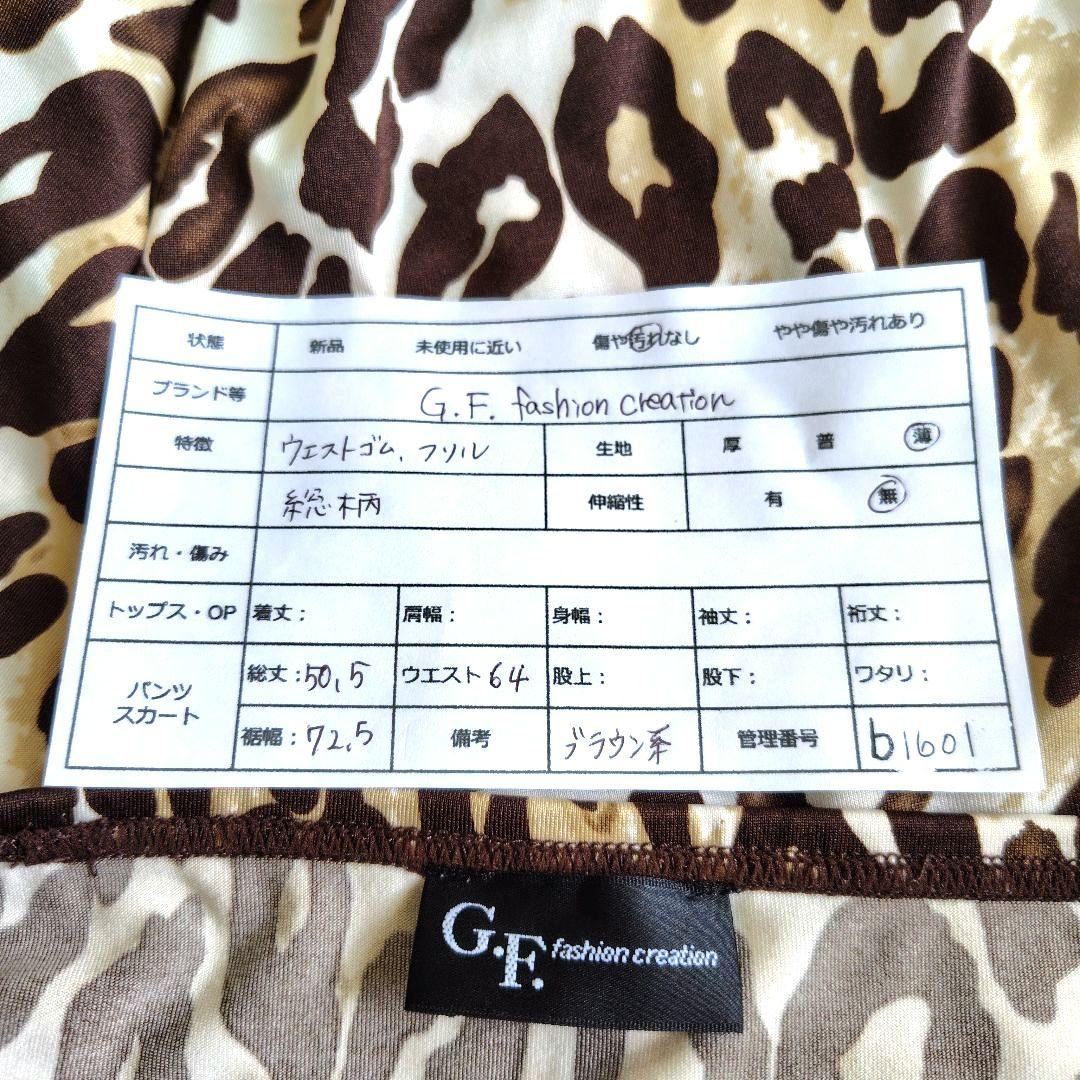 状態 新品 未使用に近い 傷や汚れなし やや傷や汚れあり
ブランド等 G.F. fashion creation
特徴 ウエストゴム、フリル 生地 厚 普 薄
総柄 伸縮性 有 無
汚れ・傷み
トップス・OP 着丈: 肩幅: 身幅: 袖丈: 裄丈:
パンツ スカート
総丈:50,5 ウエスト 64 股上: 股下: ワタリ:
裾幅:72,5 備考 ブラウン系 管理番号 b1601
G.F. fashion creation